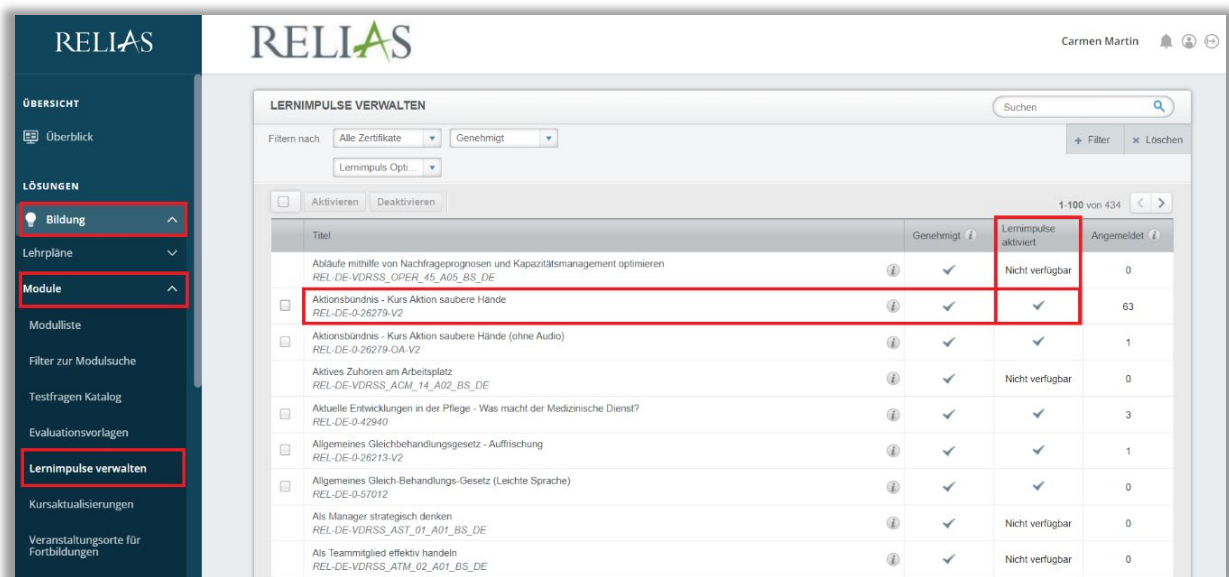 RELIAS
RELIAS
Carmen Martin
ÜBERSICHT
Überblick
LÖSUNGEN
Bildung
Lehrpläne
Module
Modulliste
Filter zur Modulsuche
Testfragen Katalog
Evaluationsvorlagen
Lernimpulse verwalten
Kursaktualisierungen
Veranstaltungsorte für
Fortbildungen
LERNIMPULSE VERWALTEN
Suchen
Filtern nach Alle Zertifikate Genehmigt
+ Filter × Löschen
Lernimpuls Opti...
Aktivieren Deaktivieren
1-100 von 434
Titel Genehmigt Lernimpulse aktiviert Angemeldet
Abläufe mithilfe von Nachfrageprognosen und Kapazitätsmanagement optimieren
REL-DE-VDRSS_OPER_45_A05_BS_DE
Nicht verfügbar 0
Aktionsbündnis - Kurs Aktion saubere Hände
REL-DE-0-26279-V2
63
Aktionsbündnis - Kurs Aktion saubere Hände (ohne Audio)
REL-DE-0-26279-OA-V2
1
Aktives Zuhören am Arbeitsplatz
REL-DE-VDRSS_ACM_14_A02_BS_DE
Nicht verfügbar 0
Aktuelle Entwicklungen in der Pflege - Was macht der Medizinische Dienst?
REL-DE-0-42940
3
Allgemeines Gleichbehandlungsgesetz - Auffrischung
REL-DE-0-26213-V2
1
Allgemeines Gleich-Behandlungs-Gesetz (Leichte Sprache)
REL-DE-0-57012
0
Als Manager strategisch denken
REL-DE-VDRSS_AST_01_A01_BS_DE
Nicht verfügbar 0
Als Teammitglied effektiv handeln
REL-DE-VDRSS_ATM_02_A01_BS_DE
Nicht verfügbar 0